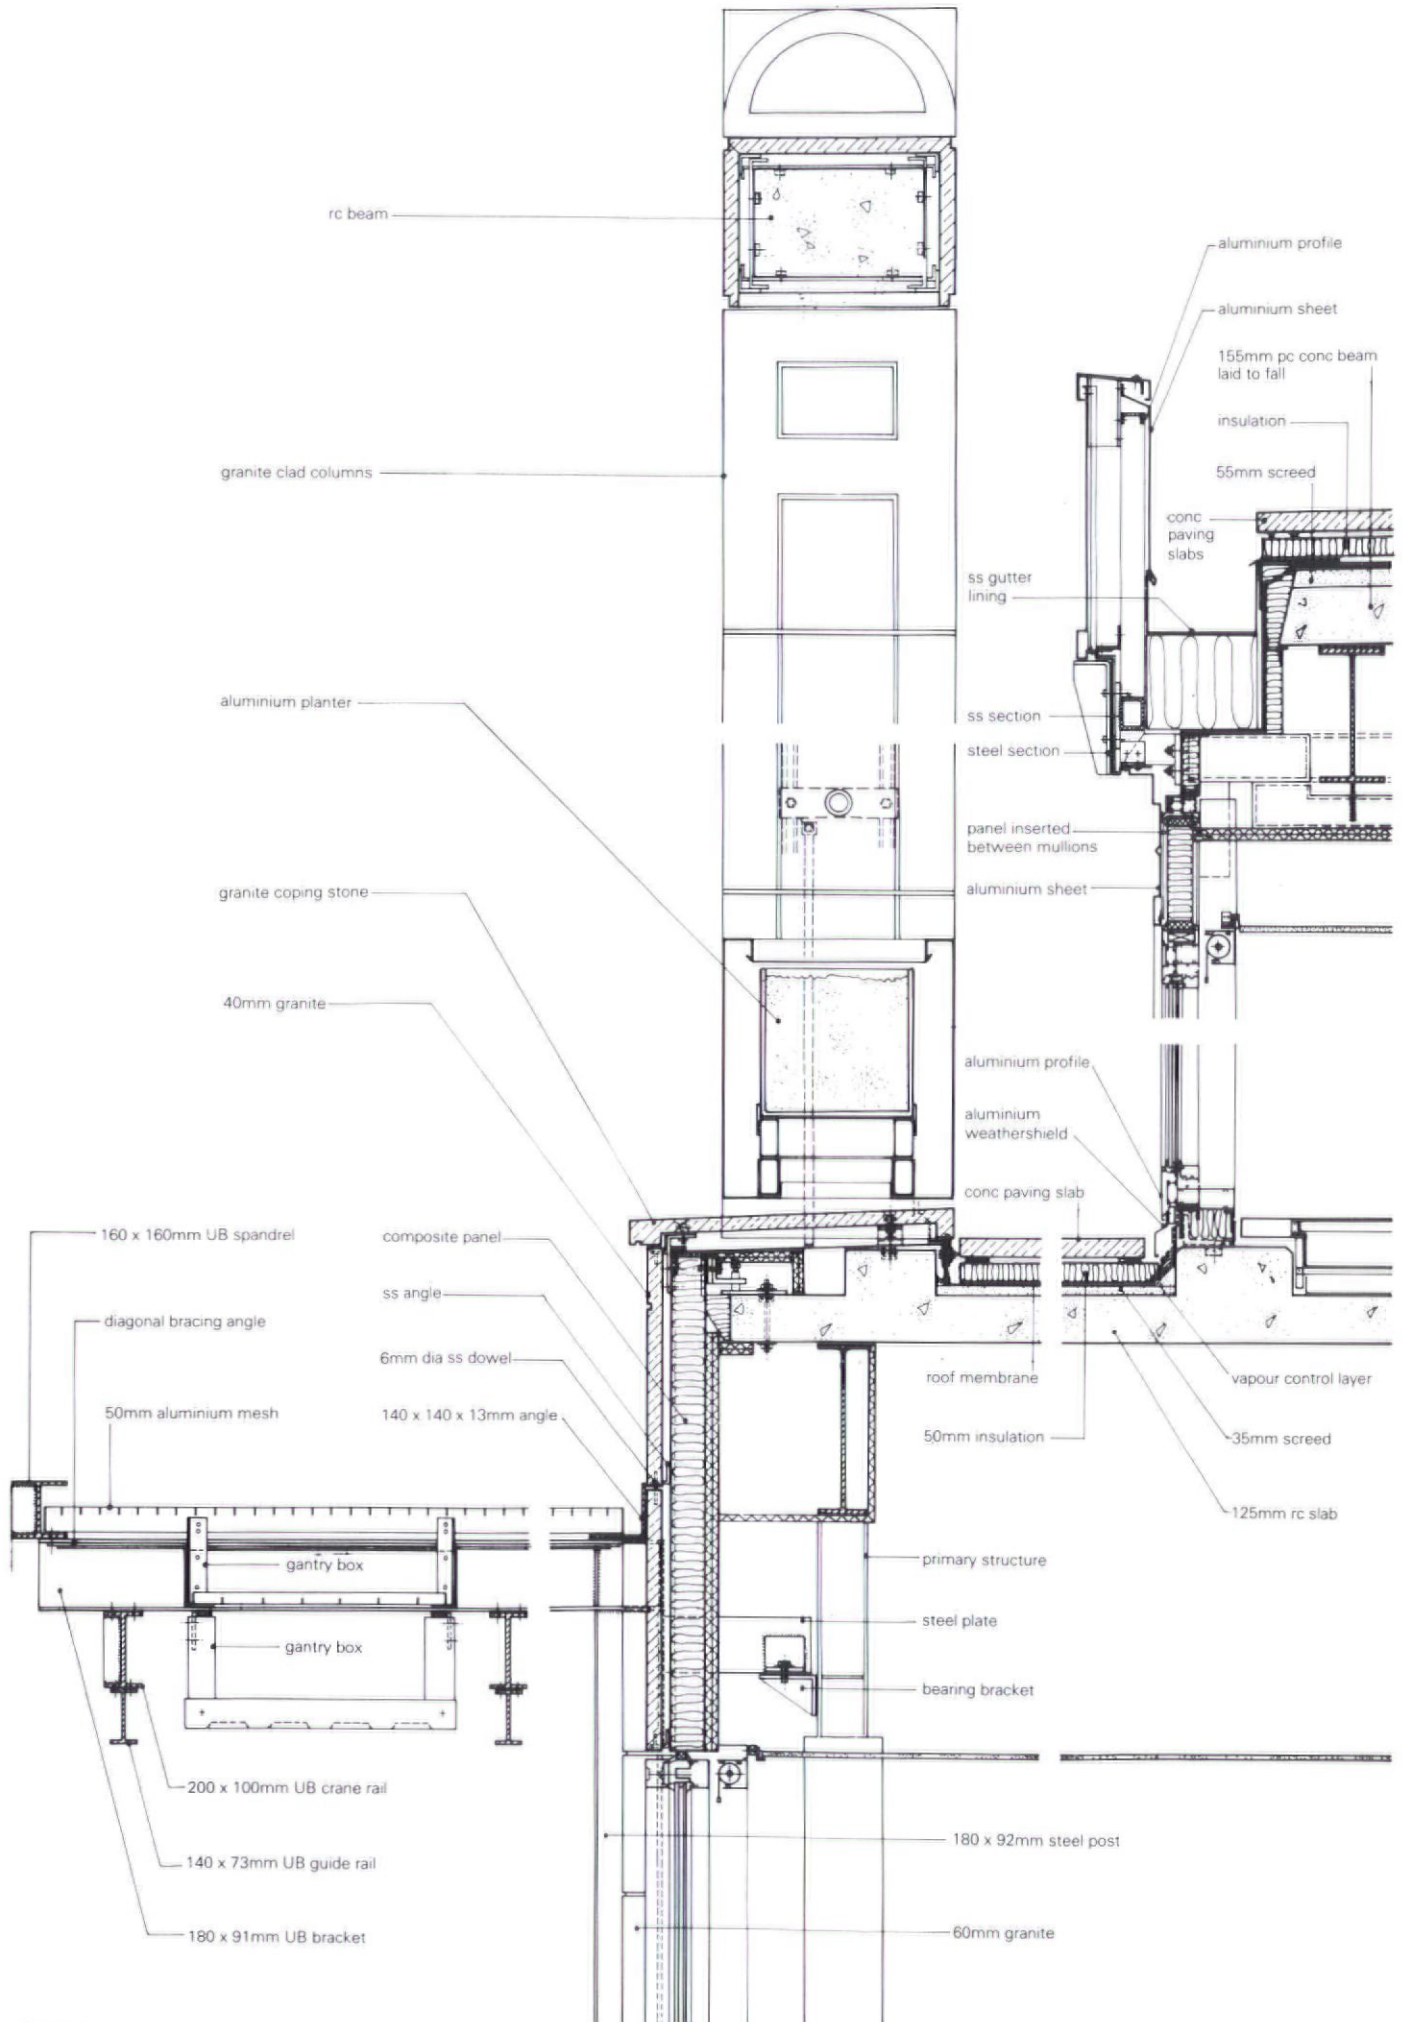 rc beam
aluminium profile
aluminium sheet
155mm pc conc beam
laid to fall
insulation
granite clad columns
55mm screed
conc
paving
slabs
ss gutter
lining
aluminium planter
ss section
steel section
panel inserted
between mullions
granite coping stone
aluminium sheet
40mm granite
aluminium profile
aluminium
weathershield
conc paving slab
160 x 160mm UB spandrel
composite panel
ss angle
diagonal bracing angle
6mm dia ss dowel
roof membrane
vapour control layer
50mm aluminium mesh
140 x 140 x 13mm angle
50mm insulation
35mm screed
125mm rc slab
gantry box
primary structure
steel plate
gantry box
bearing bracket
200 x 100mm UB crane rail
180 x 92mm steel post
140 x 73mm UB guide rail
180 x 91mm UB bracket
60mm granite